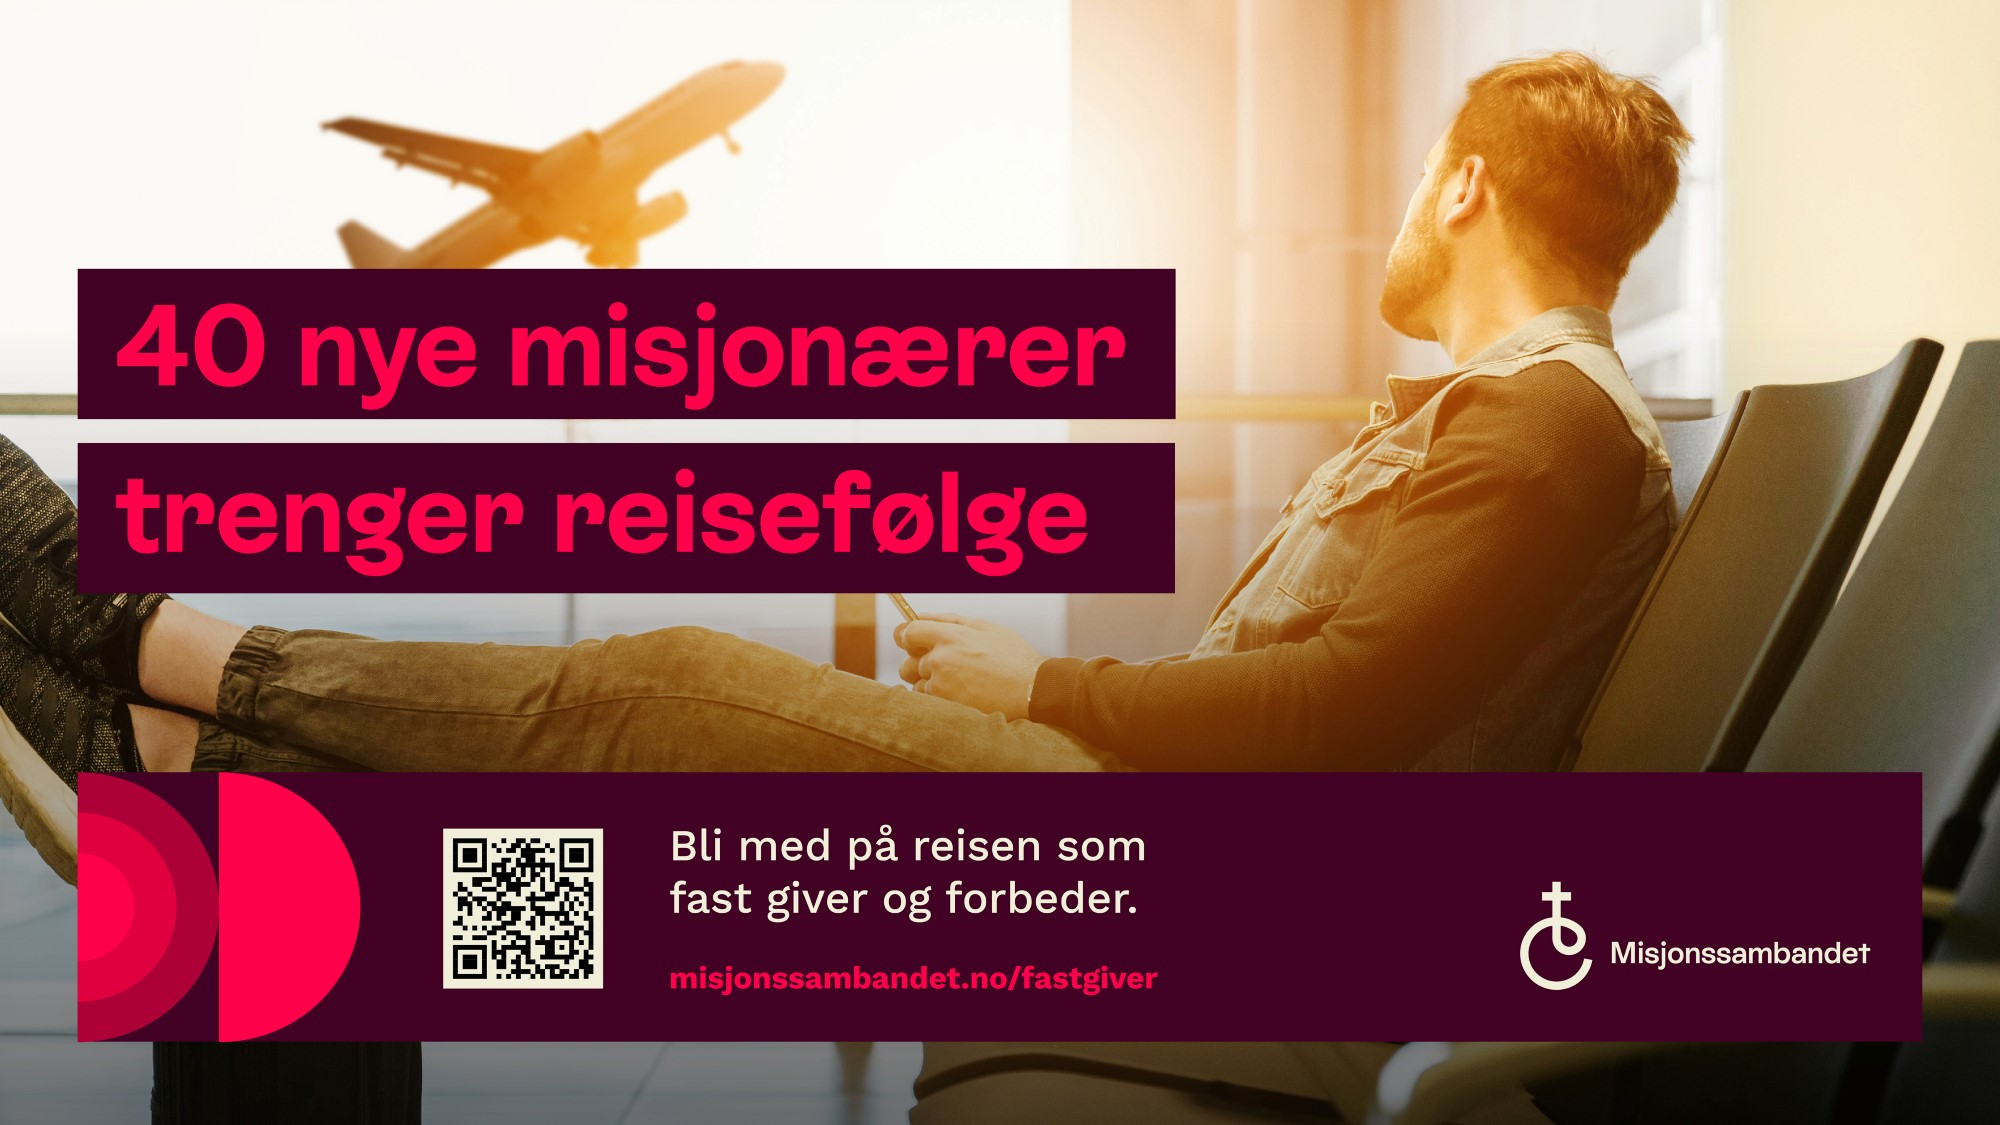 40 nye misjonærer
trenger reisefølge
Bli med på reisen som
fast giver og forbeder.
misjonssambandet.no/fastgiver
Misjonssambandet